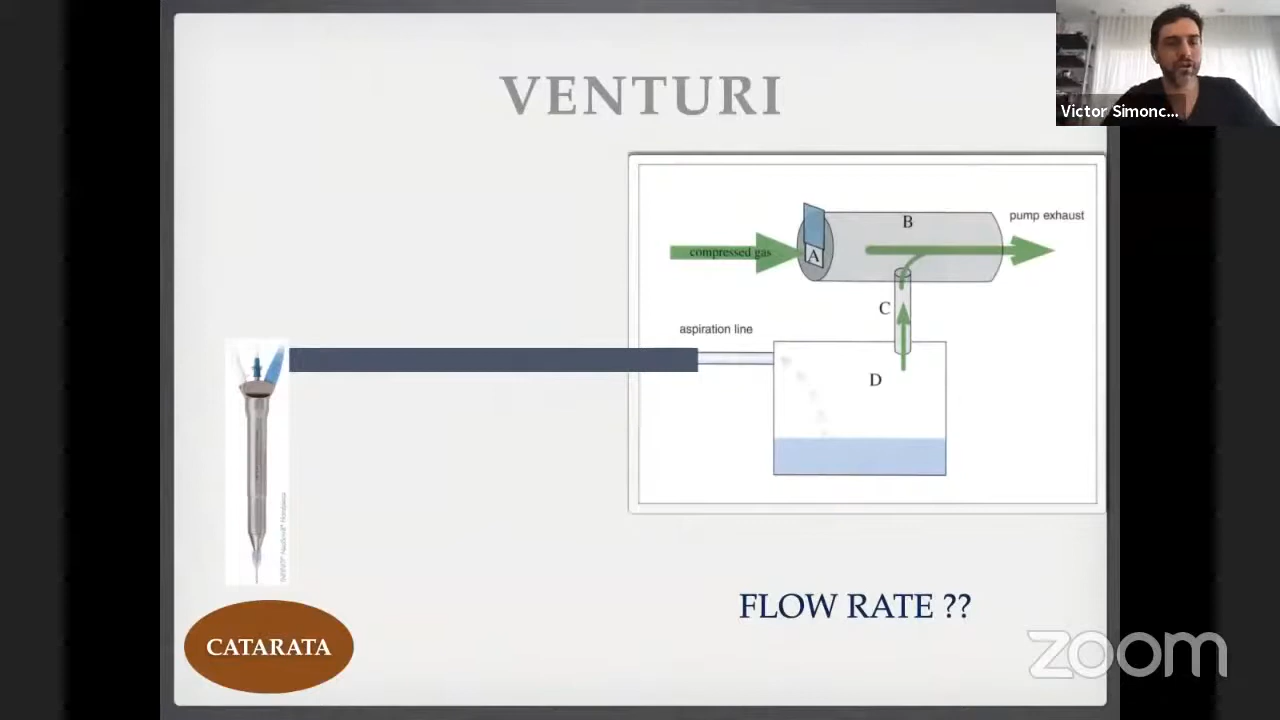 VENTURI
Victor Simonc...
B
pump exhaust
compressed gas
A
C
aspiration line
D
FLOW RATE ??
CATARATA
zoom